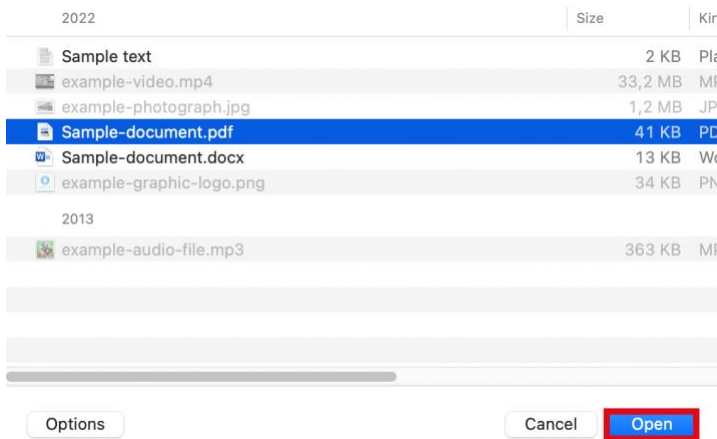 2022 Size
Sample text 2 KB
example-video.mp4 33,2 MB
example-photograph.jpg 1,2 MB JP
Sample-document.pdf 41 KB PD
Sample-document.docx 13 KB
example-graphic-logo.png 34 KB PN
2013
example-audio-file.mp3 363 KB
Options Cancel Open